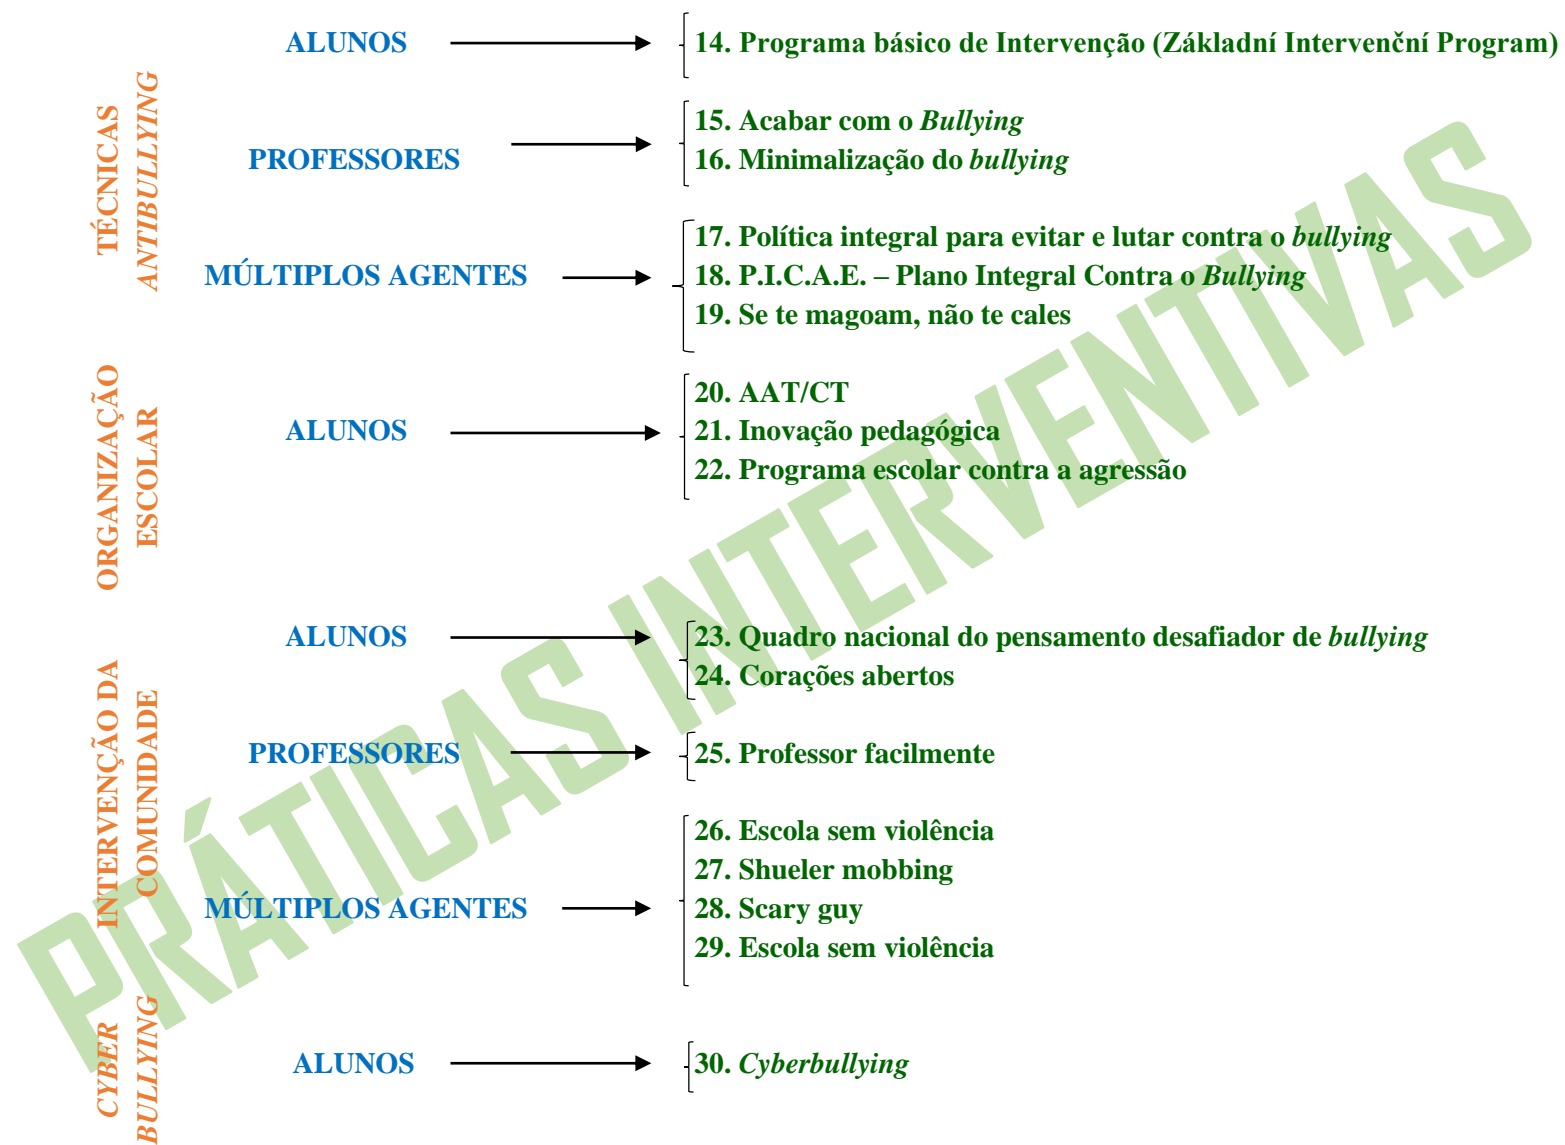 TÉCNICAS
ANTIBULLYING
ALUNOS
14. Programa básico de Intervenção (Základní Intervenční Program)
PROFESSORES
15. Acabar com o Bullying
16. Minimalização do bullying
MÚLTIPLOS AGENTES
17. Política integral para evitar e lutar contra o bullying
18. P.I.C.A.E. – Plano Integral Contra o Bullying
19. Se te magoam, não te cales
ORGANIZAÇÃO
ESCOLAR
ALUNOS
20. AAT/CT
21. Inovação pedagógica
22. Programa escolar contra a agressão
INTERVENÇÃO DA
COMUNIDADE
ALUNOS
23. Quadro nacional do pensamento desafiador de bullying
24. Corações abertos
PROFESSORES
25. Professor facilmente
MÚLTIPLOS AGENTES
26. Escola sem violência
27. Shueler mobbing
28. Scary guy
29. Escola sem violência
CYBER
BULLYING
ALUNOS
30. Cyberbullying
PRÁTICAS INTERVENTIVAS